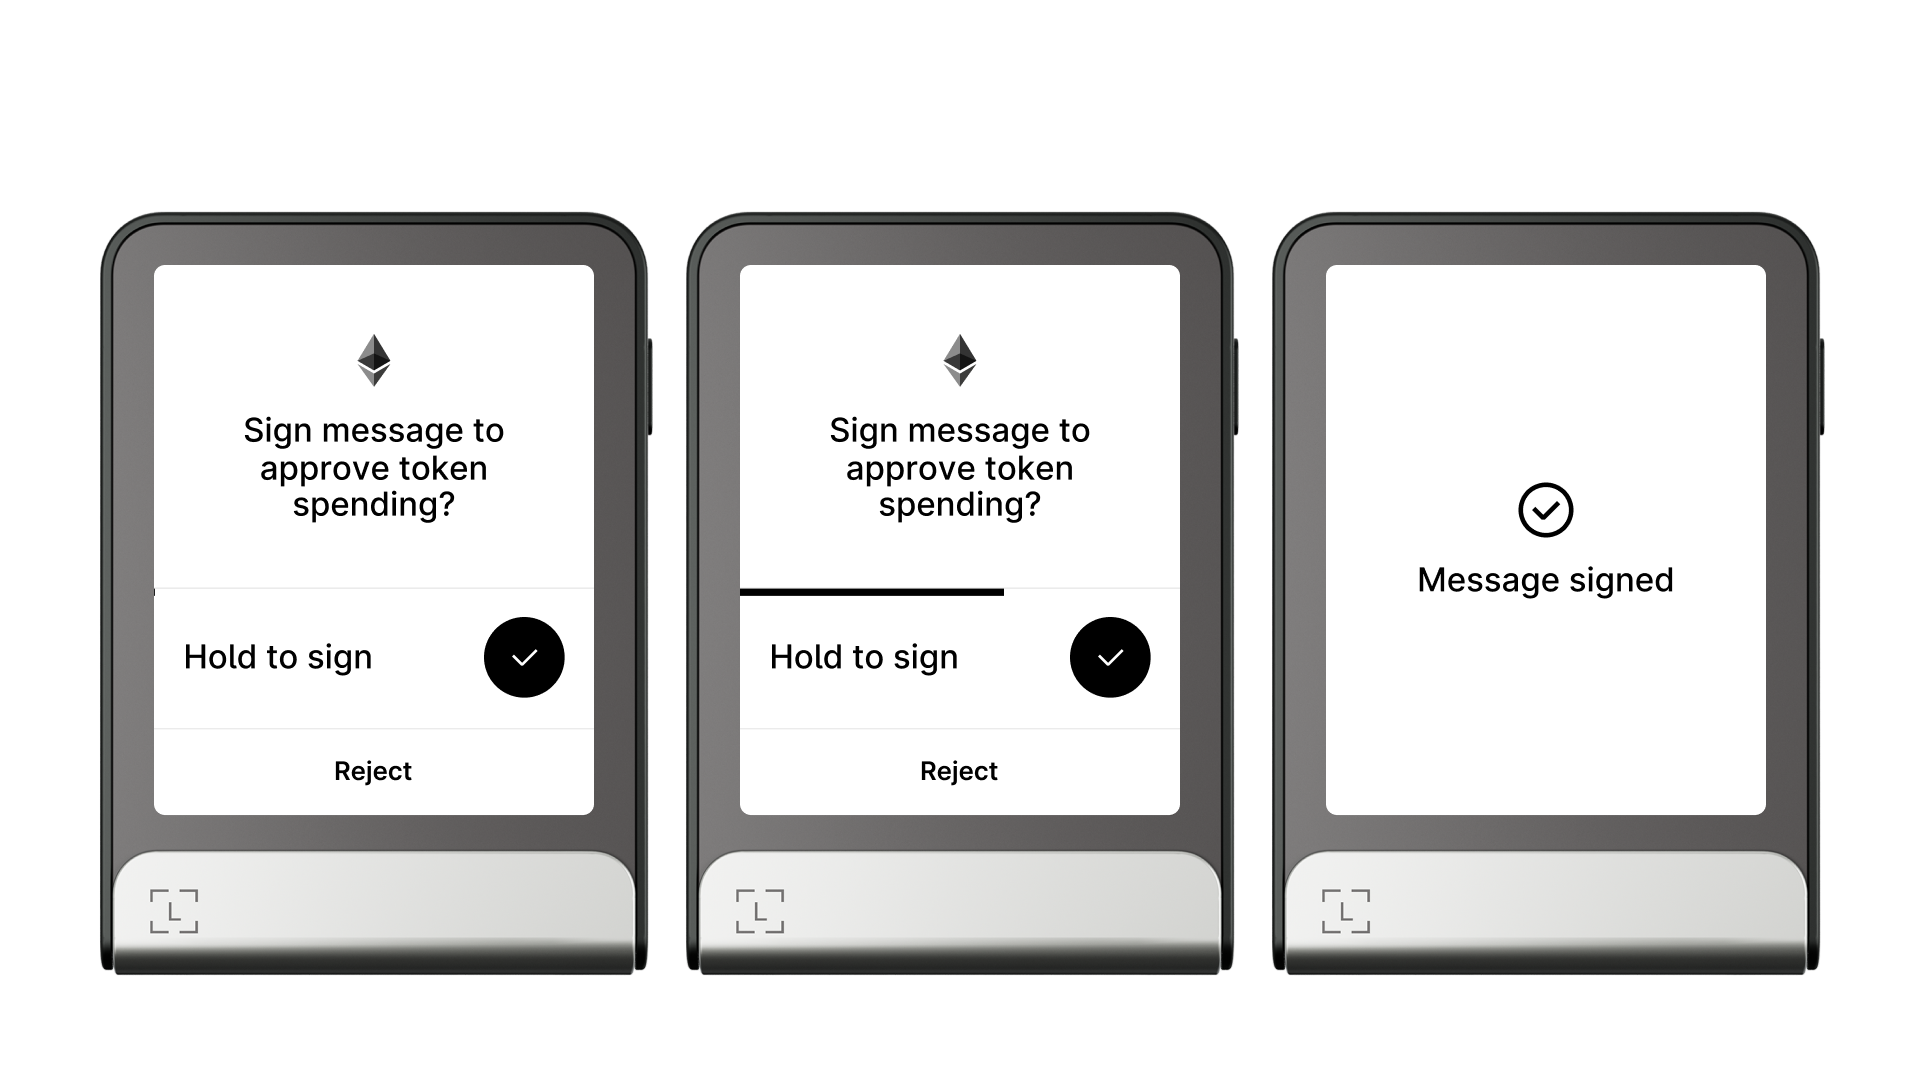 Sign message to
approve token
spending?
Hold to sign
Reject
L
Sign message to
approve token
spending?
Hold to sign
Reject
L
Message signed
L